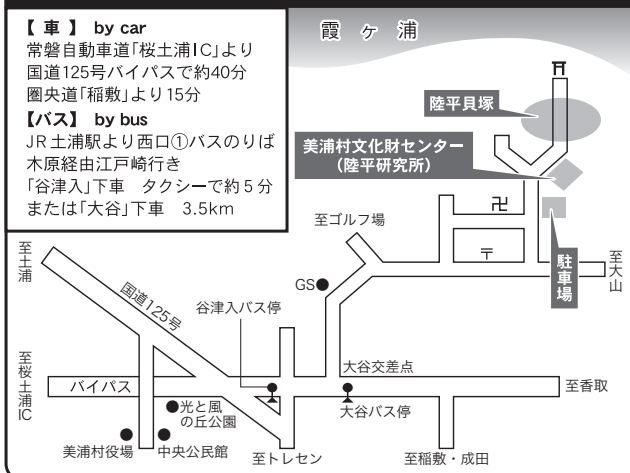 【 車 】 by car
常磐自動車道「桜土浦IC」より
国道125号バイパスで約40分
圏央道「稲敷」より15分
【バス】 by bus
JR土浦駅より西口①バスのりば
木原経由江戸崎行き
「谷津入」下車　タクシーで約5分
または「大谷」下車　3.5km
霞ヶ浦
陸平貝塚
美浦村文化財センター
(陸平研究所)
至ゴルフ場
卍
〒
駐車場
至大山
至土浦
国道125号
GS
谷津入バス停
大谷交差点
至桜土浦IC
バイパス
至香取
光と風
の丘公園
大谷バス停
美浦村役場
中央公民館
至トレセン
至稲敷・成田